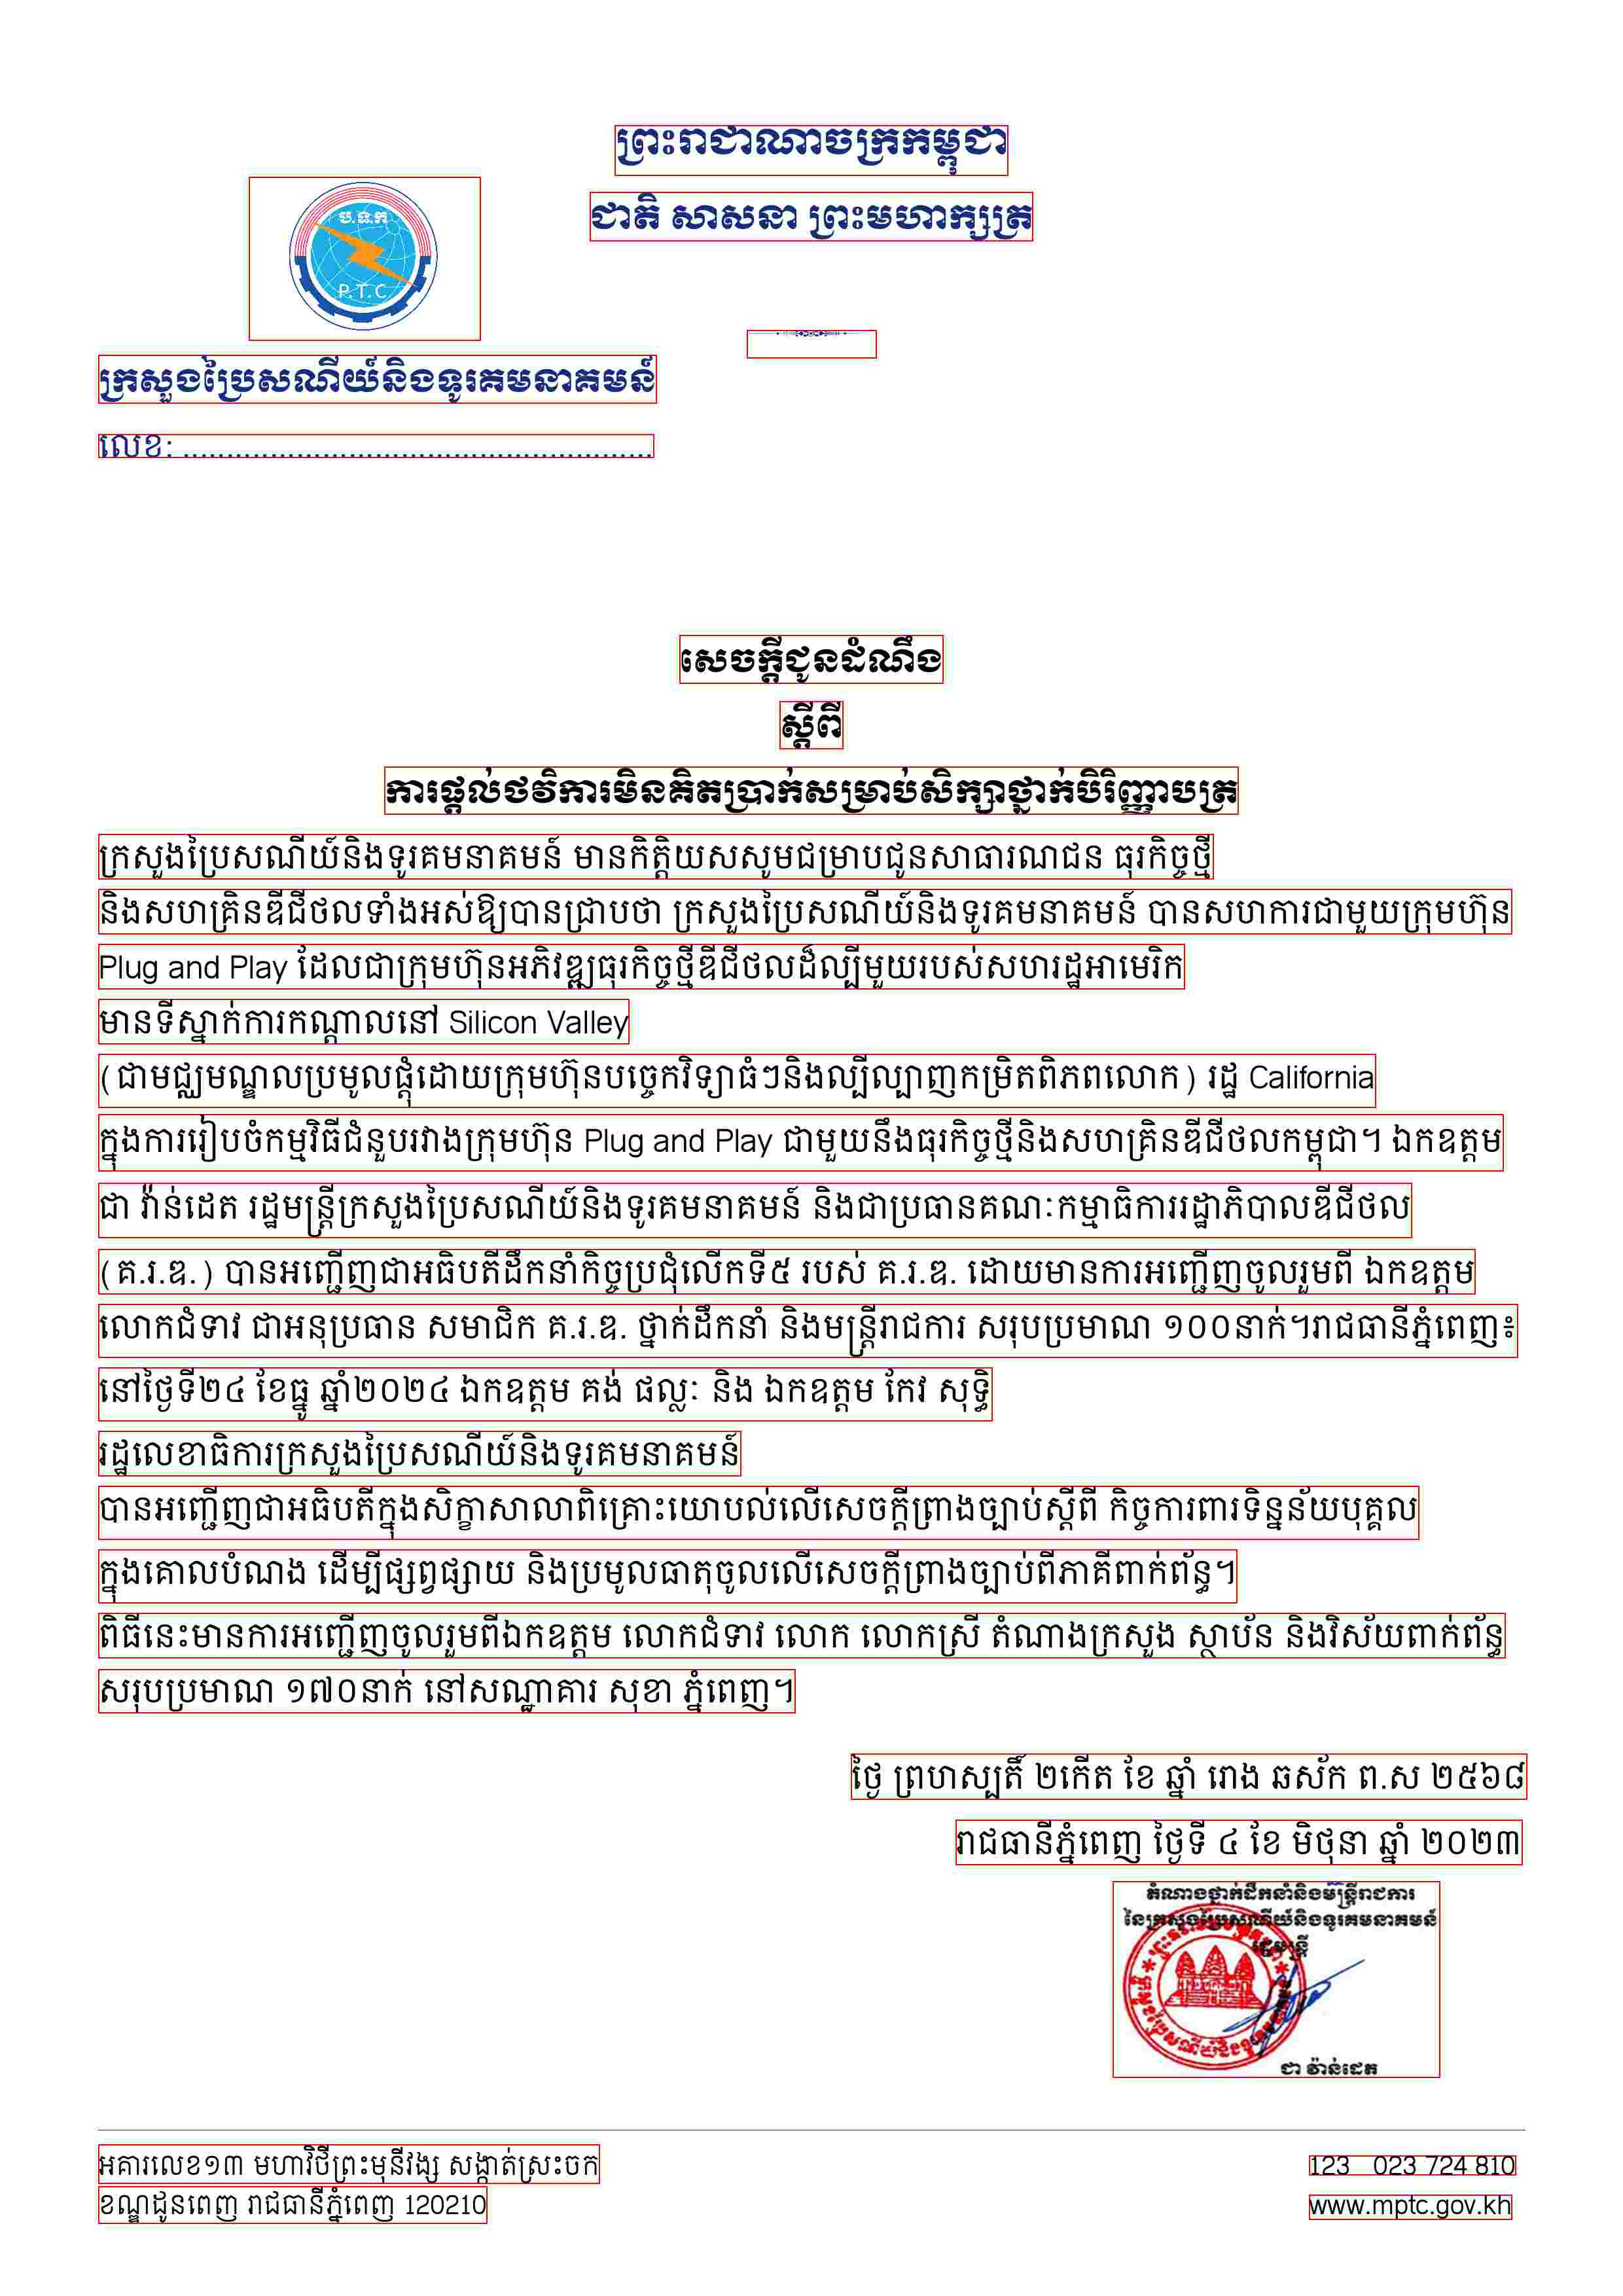 ព្រះរាជាណាចក្រកម្ពុជា
ជាតិ សាសនា ព្រះមហាក្សត្រ
ប.ទ.ក
P.T.C
ក្រសួងប្រៃសណីយ៍និងទូរគមនាគមន៍
លេខ: ......................................................
សេចក្តីជូនដំណឹង
ស្តីពី
ការផ្តល់ថវិការមិនគិតប្រាក់សម្រាប់សិក្សាថ្នាក់បិរិញ្ញាបត្រ
ក្រសួងប្រៃសណីយ៍និងទូរគមនាគមន៍ មានកិត្តិយសសូមជម្រាបជូនសាធារណជន ធុរកិច្ចថ្មី
និងសហគ្រិនឌីជីថលទាំងអស់ឱ្យបានជ្រាបថា ក្រសួងប្រៃសណីយ៍និងទូរគមនាគមន៍ បានសហការជាមួយក្រុមហ៊ុន
Plug and Play ដែលជាក្រុមហ៊ុនអភិវឌ្ឍធុរកិច្ចថ្មីឌីជីថលដ៏ល្បីមួយរបស់សហរដ្ឋអាមេរិក
មានទីស្នាក់ការកណ្តាលនៅ Silicon Valley
(ជាមជ្ឈមណ្ឌលប្រមូលផ្តុំដោយក្រុមហ៊ុនបច្ចេកវិទ្យាធំៗនិងល្បីល្បាញកម្រិតពិភពលោក) រដ្ឋ California
ក្នុងការរៀបចំកម្មវិធីជំនួបរវាងក្រុមហ៊ុន Plug and Play ជាមួយនឹងធុរកិច្ចថ្មីនិងសហគ្រិនឌីជីថលកម្ពុជា។ ឯកឧត្តម
ជា វ៉ាន់ដេត រដ្ឋមន្ត្រីក្រសួងប្រៃសណីយ៍និងទូរគមនាគមន៍ និងជាប្រធានគណៈកម្មាធិការរដ្ឋាភិបាលឌីជីថល
(គ.រ.ឌ.) បានអញ្ជើញជាអធិបតីដឹកនាំកិច្ចប្រជុំលើកទី៥ របស់ គ.រ.ឌ. ដោយមានការអញ្ជើញចូលរួមពី ឯកឧត្តម
លោកជំទាវ ជាអនុប្រធាន សមាជិក គ.រ.ឌ. ថ្នាក់ដឹកនាំ និងមន្ត្រីរាជការ សរុបប្រមាណ ១០០នាក់។រាជធានីភ្នំពេញ៖
នៅថ្ងៃទី២៤ ខែធ្នូ ឆ្នាំ២០២៤ ឯកឧត្តម គង់ ផល្លៈ និង ឯកឧត្តម កែវ សុទ្ធិ
រដ្ឋលេខាធិការក្រសួងប្រៃសណីយ៍និងទូរគមនាគមន៍
បានអញ្ជើញជាអធិបតីក្នុងសិក្ខាសាលាពិគ្រោះយោបល់លើសេចក្តីព្រាងច្បាប់ស្តីពី កិច្ចការពារទិន្នន័យបុគ្គល
ក្នុងគោលបំណង ដើម្បីផ្សព្វផ្សាយ និងប្រមូលធាតុចូលលើសេចក្តីព្រាងច្បាប់ពីភាគីពាក់ព័ន្ធ។
ពិធីនេះមានការអញ្ជើញចូលរួមពីឯកឧត្តម លោកជំទាវ លោក លោកស្រី តំណាងក្រសួង ស្ថាប័ន និងវិស័យពាក់ព័ន្ធ
សរុបប្រមាណ ១៧០នាក់ នៅសណ្ឋាគារ សុខា ភ្នំពេញ។
ថ្ងៃ ព្រហស្បតិ៍ ២កើត ខែ ឆ្នាំ រោង ឆស័ក ព.ស ២៥៦៨
រាជធានីភ្នំពេញ ថ្ងៃទី ៤ ខែ មិថុនា ឆ្នាំ ២០២៣
តំណាងថ្នាក់ដឹកនាំនិងមន្ត្រីរាជការ
នៃក្រសួងប្រៃសណីយ៍និងទូរគមនាគមន៍
រដ្ឋមន្ត្រី
ជា វ៉ាន់ដេត
អគារលេខ១៣ មហាវិថីព្រះមុនីវង្ស សង្កាត់ស្រះចក
ខណ្ឌដូនពេញ រាជធានីភ្នំពេញ 120210
123 023 724 810
www.mptc.gov.kh